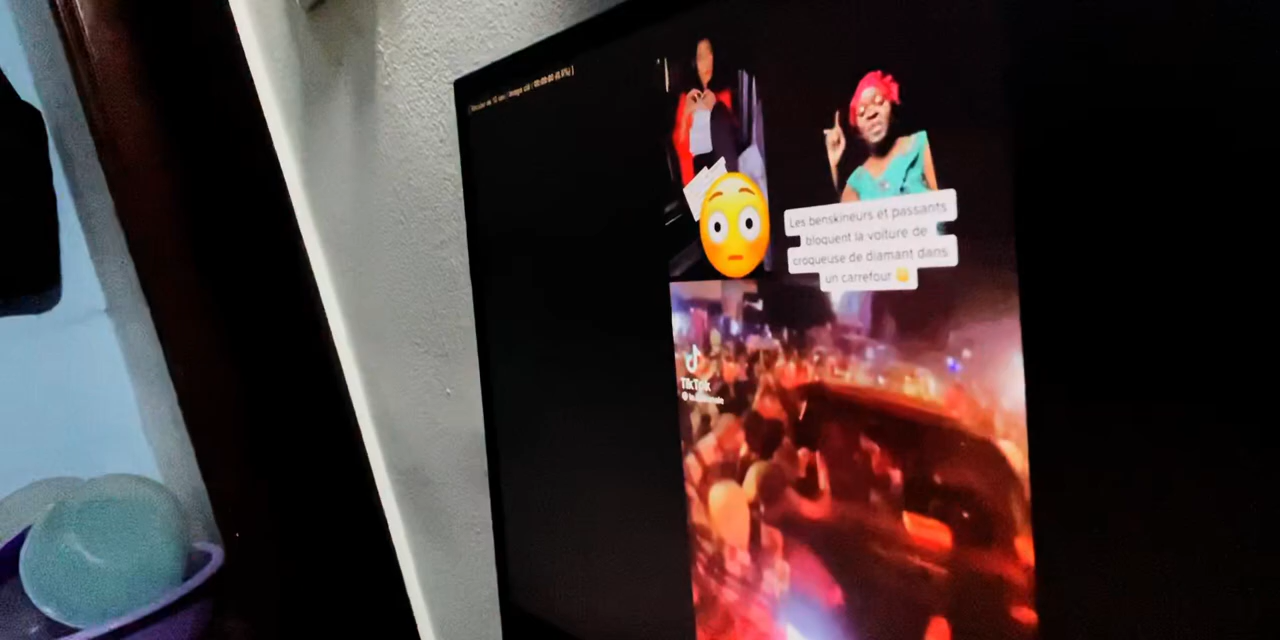 Les benskineurs et passants
bloquent la voiture de
croqueuse de diamant dans
un carrefour
TikTok